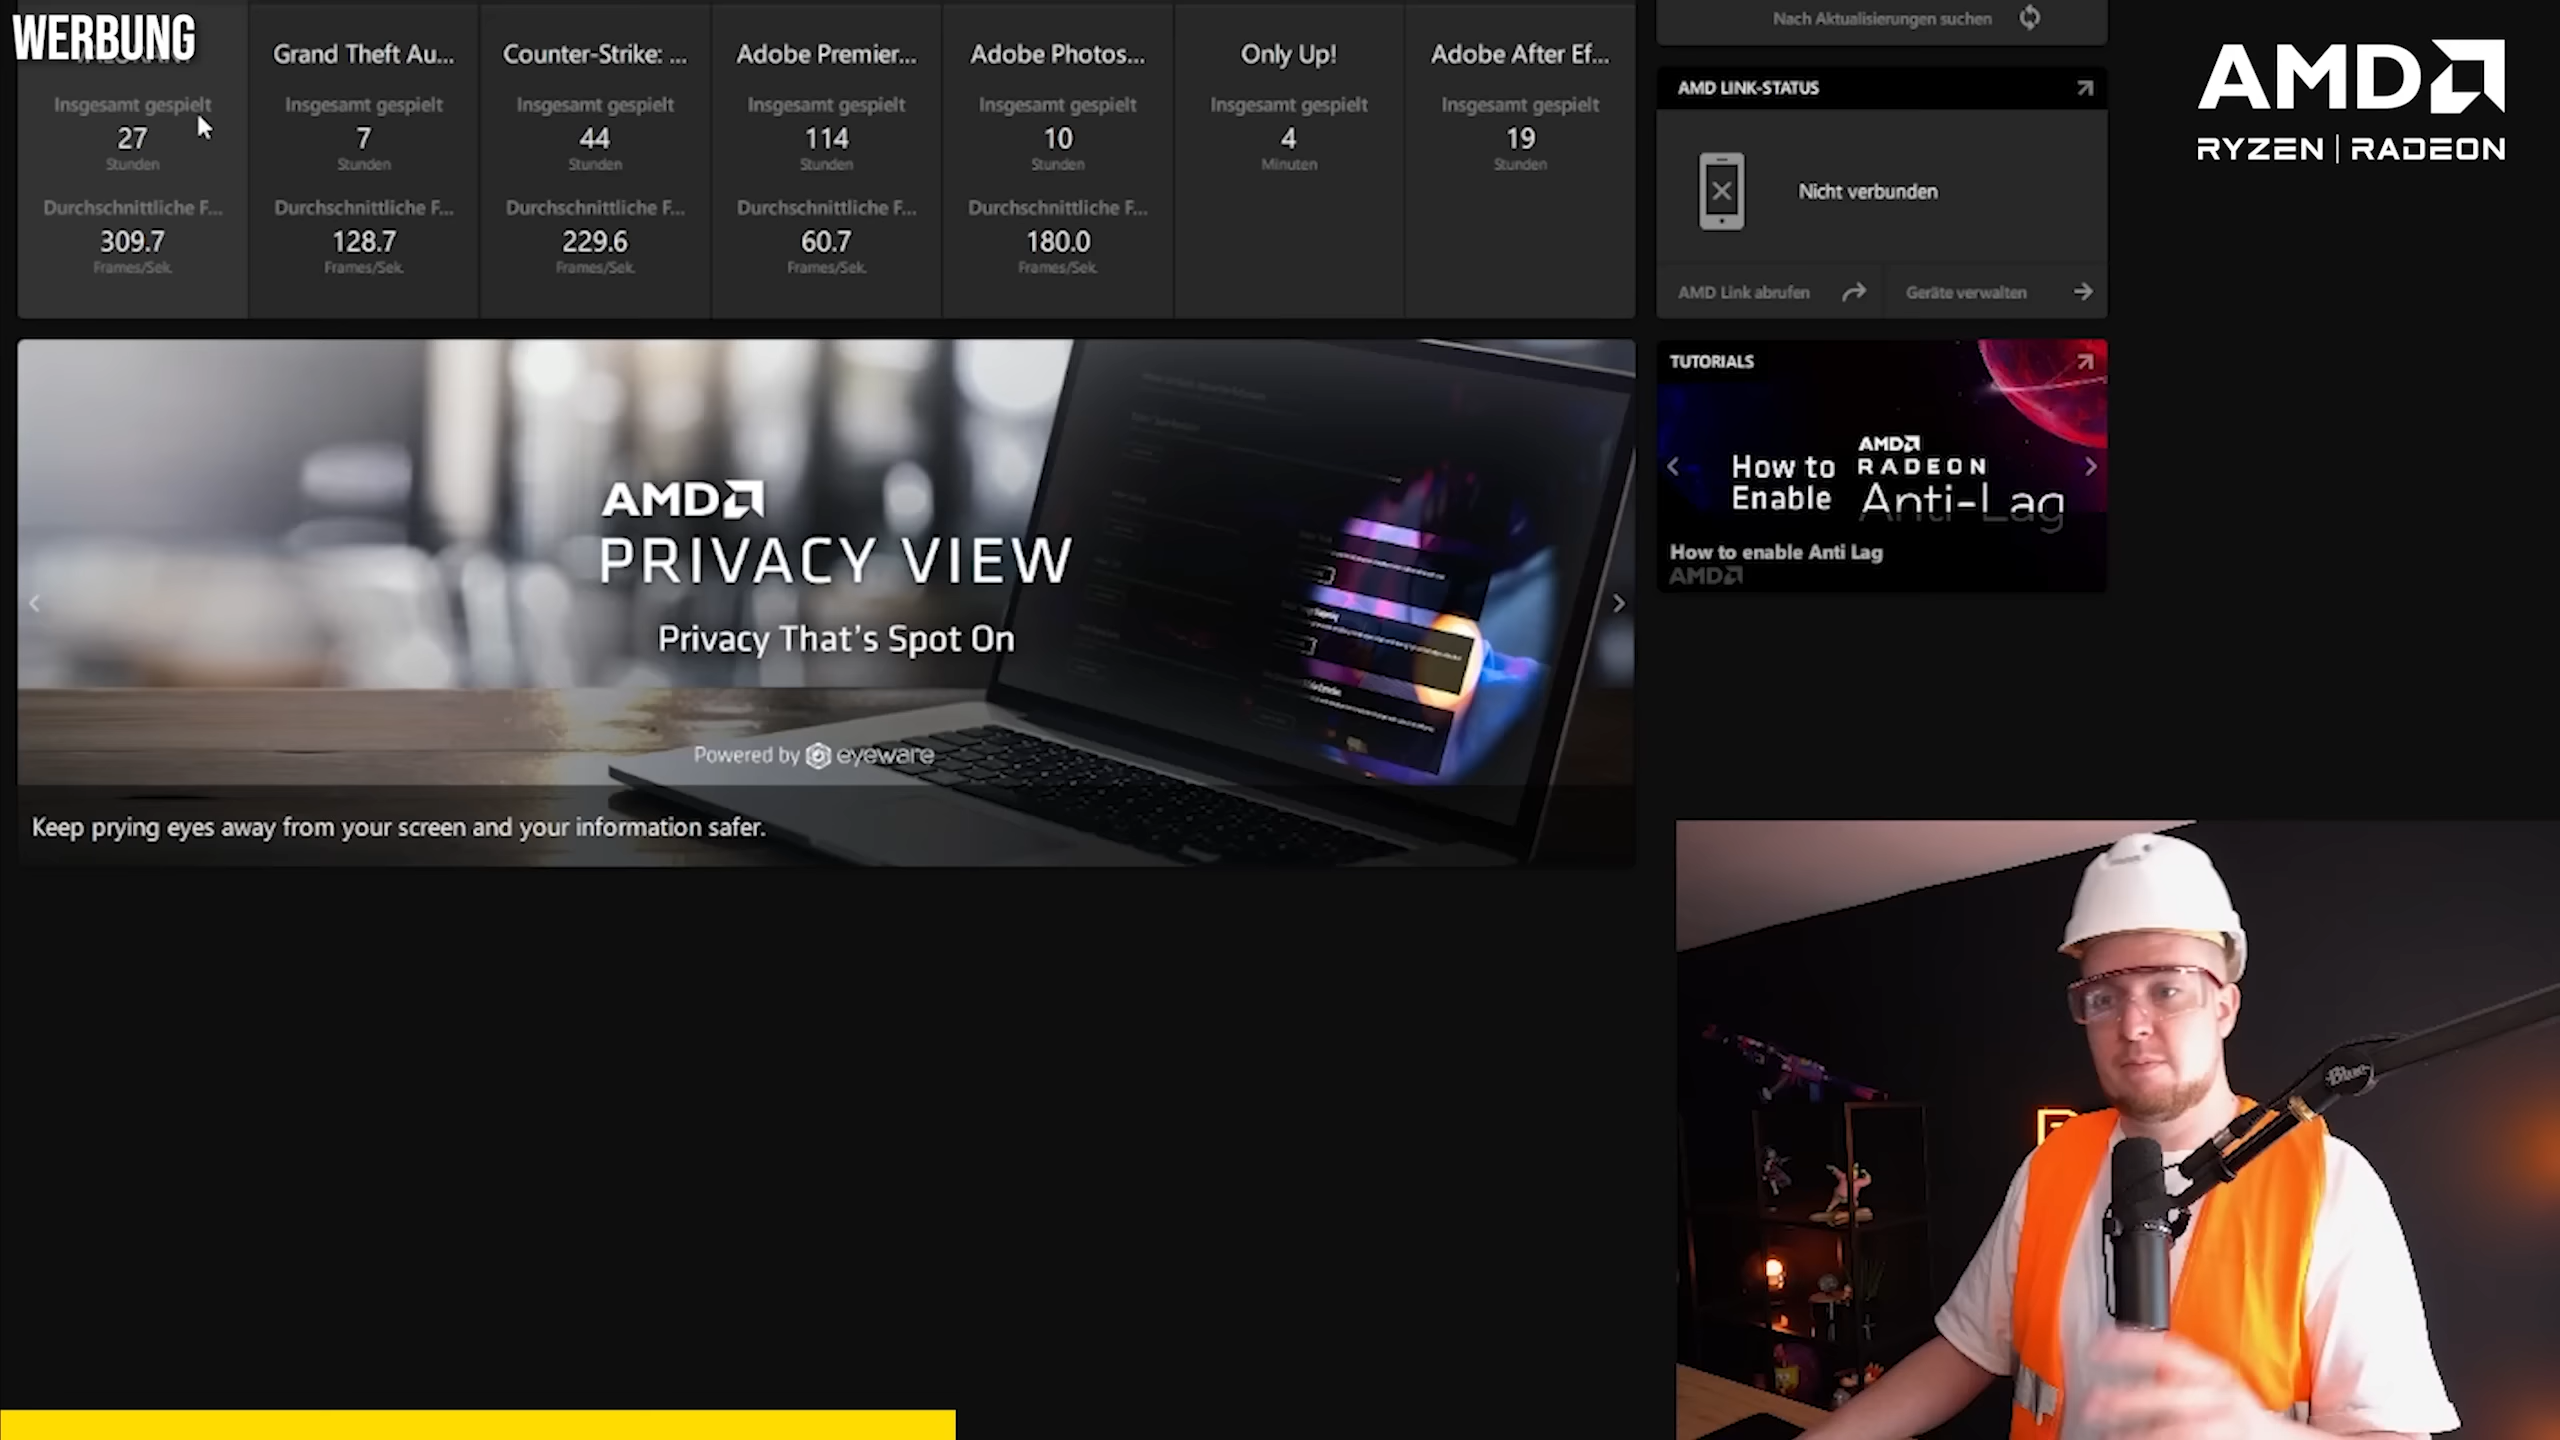 WERBUNG
Grand Theft Au...
Counter-Strike: ...
Adobe Premier...
Adobe Photos...
Only Up!
Adobe After Ef...
Insgesamt gespielt
27
Stunden
Insgesamt gespielt
7
Stunden
Insgesamt gespielt
44
Stunden
Insgesamt gespielt
114
Stunden
Insgesamt gespielt
10
Stunden
Insgesamt gespielt
4
Minuten
Insgesamt gespielt
19
Stunden
Durchschnittliche F...
309.7
Frames/Sek.
Durchschnittliche F...
128.7
Frames/Sek.
Durchschnittliche F...
229.6
Frames/Sek.
Durchschnittliche F...
60.7
Frames/Sek.
Durchschnittliche F...
180.0
Frames/Sek.
Nach Aktualisierungen suchen
AMD LINK-STATUS
Nicht verbunden
AMD Link abrufen
Geräte verwalten
AMD
RYZEN | RADEON
AMD
PRIVACY VIEW
Privacy That's Spot On
Powered by eyeware
Keep prying eyes away from your screen and your information safer.
TUTORIALS
How to
Enable
AMD
RADEON
Anti-Lag
How to enable Anti Lag
AMD
Blue